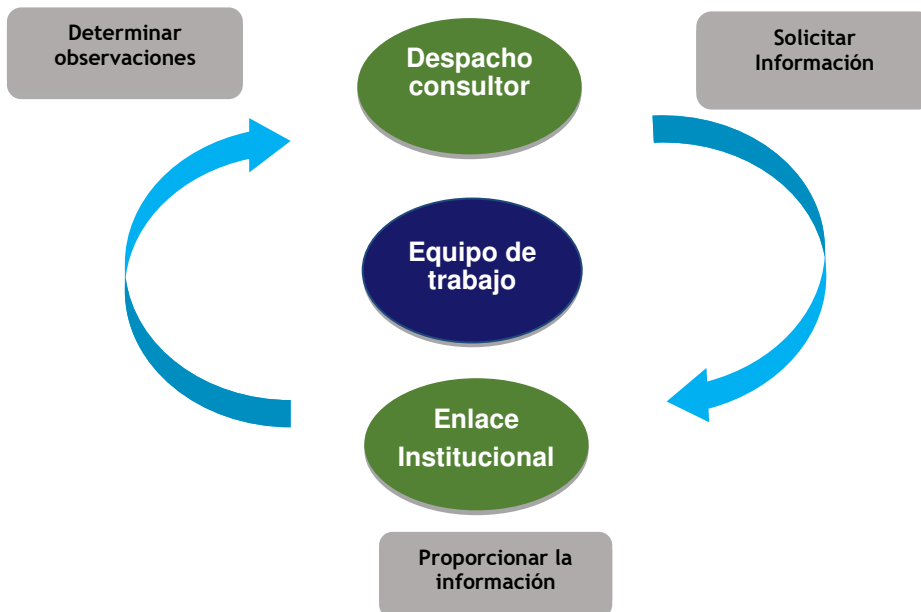 Determinar
observaciones
Despacho
consultor
Solicitar
Información
Equipo de
trabajo
Enlace
Institucional
Proporcionar la
información